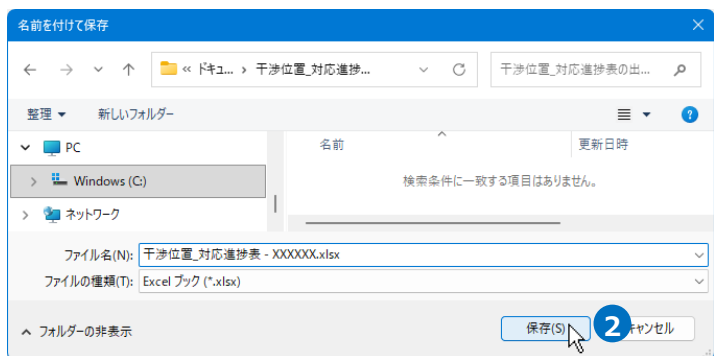 名前を付けて保存
« ドキュ... › 干渉位置_対応進捗...
干渉位置_対応進捗表の出...
整理
新しいフォルダー
PC
Windows (C:)
ネットワーク
名前
更新日時
検索条件に一致する項目はありません。
ファイル名(N): 干渉位置_対応進捗表 - XXXXXX.xlsx
ファイルの種類(T): Excel ブック (*.xlsx)
フォルダーの非表示
保存(S)
2
キャンセル